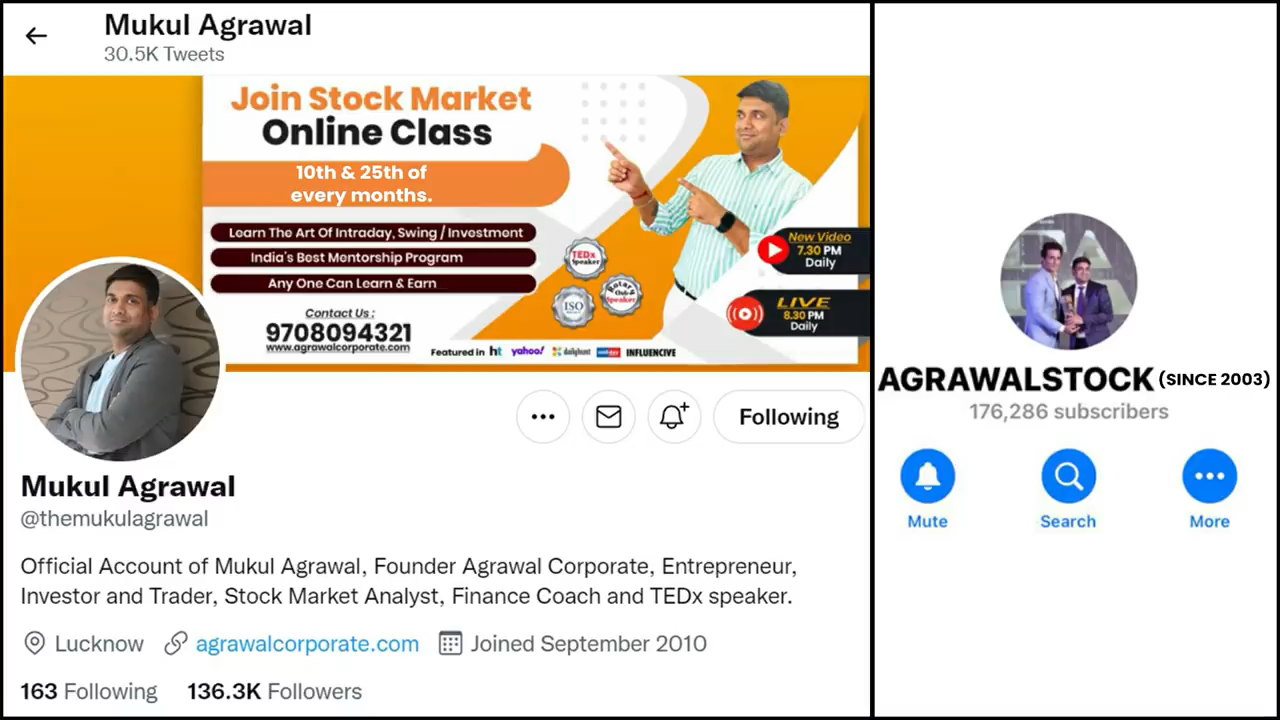 Mukul Agrawal
30.5K Tweets
Join Stock Market
Online Class
10th & 25th of
every months.
Learn The Art Of Intraday, Swing / Investment
India's Best Mentorship Program
Any One Can Learn & Earn
Contact Us :
9708094321
www.agrawalcorporate.com
TEDx
Speaker
ISO
Rotary
Club
Speaker
New Video
7.30 PM
Daily
LIVE
8.30 PM
Daily
Featured in ht yahoo! dailyhunt INFLUENCIVE
Following
Mukul Agrawal
@themukulagrawal
Official Account of Mukul Agrawal, Founder Agrawal Corporate, Entrepreneur,
Investor and Trader, Stock Market Analyst, Finance Coach and TEDx speaker.
Lucknow agrawalcorporate.com Joined September 2010
163 Following 136.3K Followers
AGRAWALSTOCK (SINCE 2003)
176,286 subscribers
Mute Search More